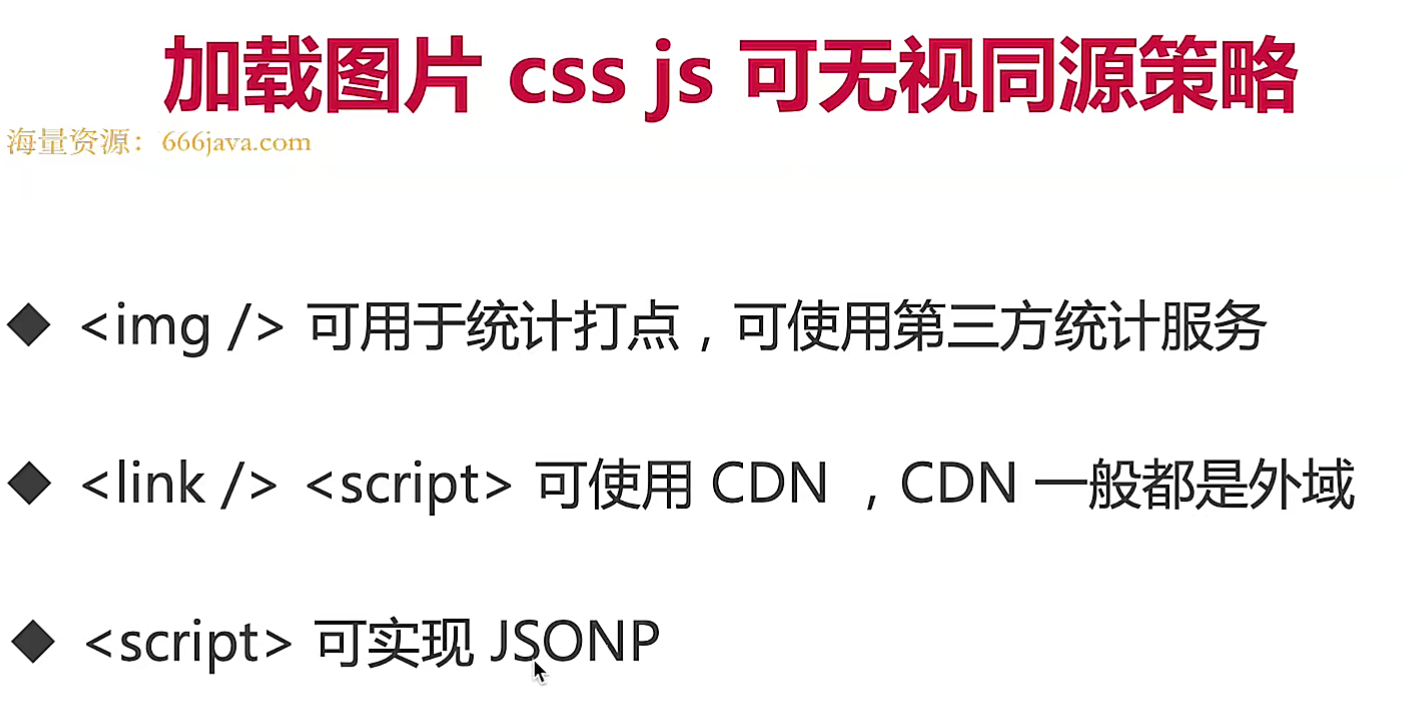 加载图片 css js 可无视同源策略
海量资源：666java.com
◆ <img /> 可用于统计打点，可使用第三方统计服务
◆ <link /> <script> 可使用 CDN ，CDN 一般都是外域
◆ <script> 可实现 JSONP